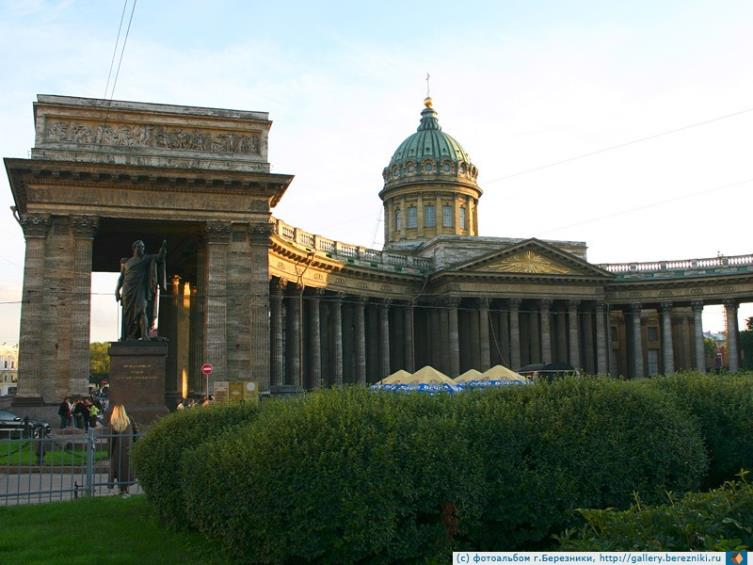 (c) фотоальбом г.Березники, http://gallery.berezniki.ru